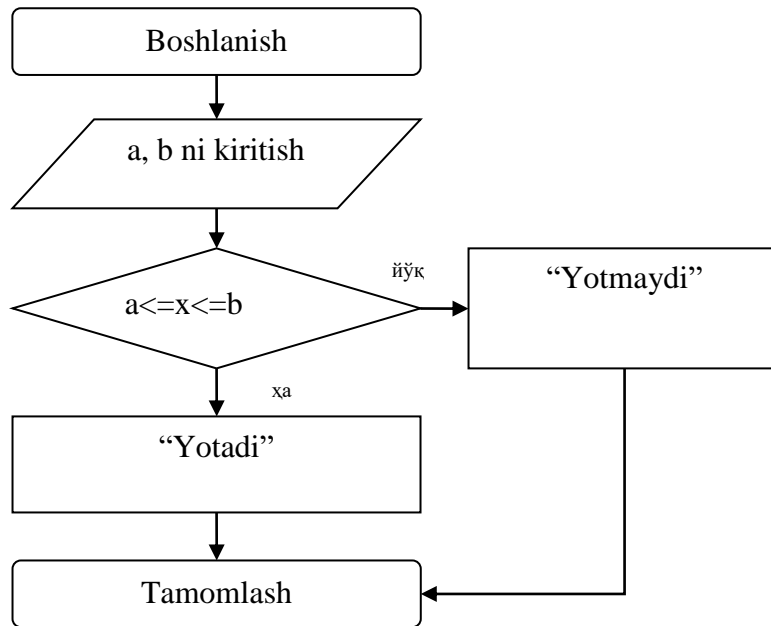 Boshlanish
a, b ni kiritish
йўқ
a<=x<=b
“Yotmaydi”
ҳа
“Yotadi”
Tamomlash